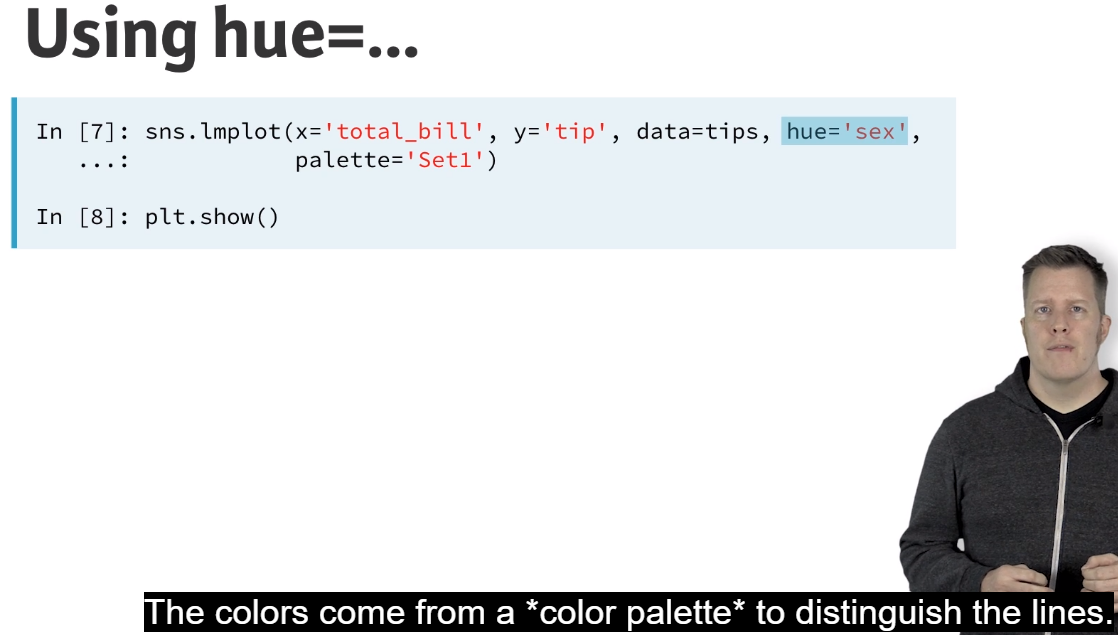 Using hue=...
In [7]: sns.lmplot(x='total_bill', y='tip', data=tips, hue='sex',
   ...:            palette='Set1')
In [8]: plt.show()
The colors come from a *color palette* to distinguish the lines.